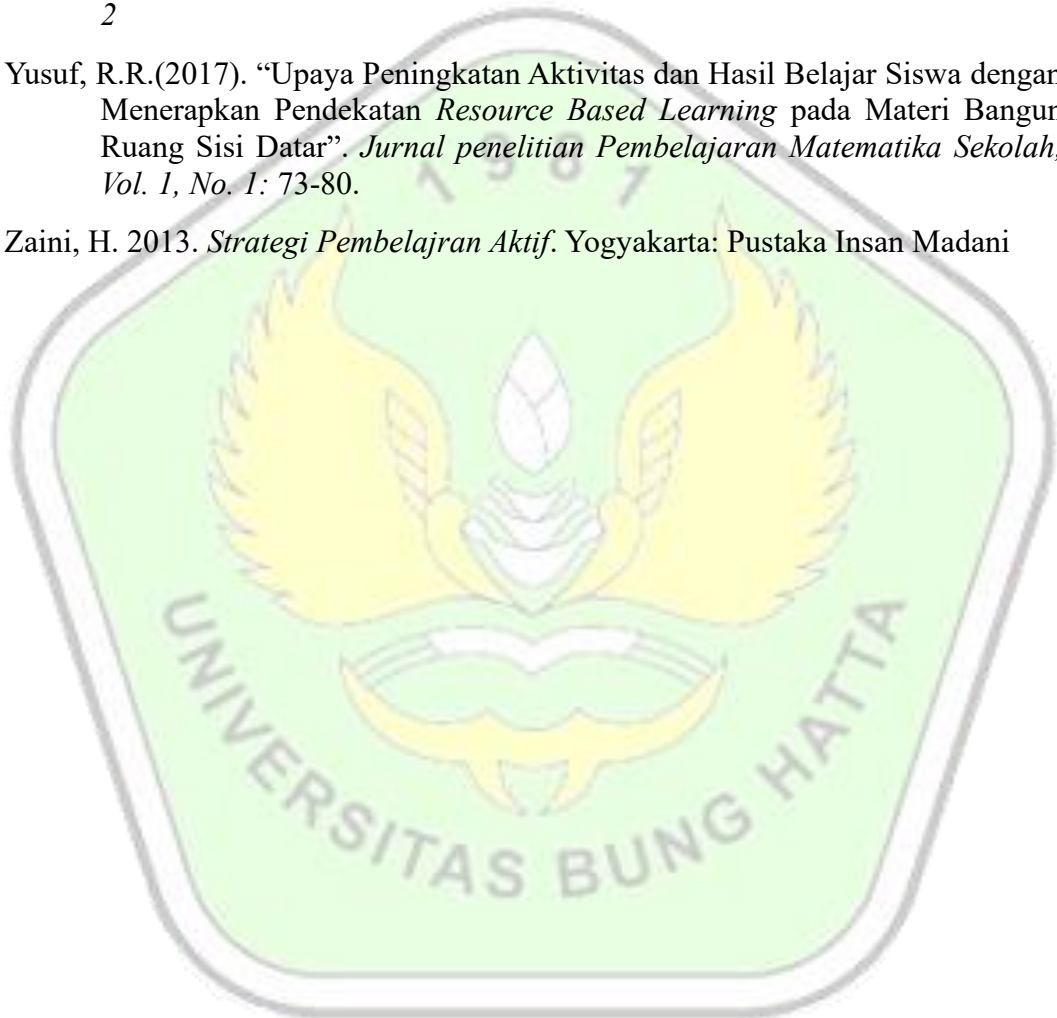 2
Yusuf, R.R.(2017). “Upaya Peningkatan Aktivitas dan Hasil Belajar Siswa dengan
Menerapkan Pendekatan Resource Based Learning pada Materi Bangun
Ruang Sisi Datar”. Jurnal penelitian Pembelajaran Matematika Sekolah,
Vol. 1, No. 1: 73-80.
1981
Zaini, H. 2013. Strategi Pembelajran Aktif. Yogyakarta: Pustaka Insan Madani
UNIVERSITAS BUNG HATTA